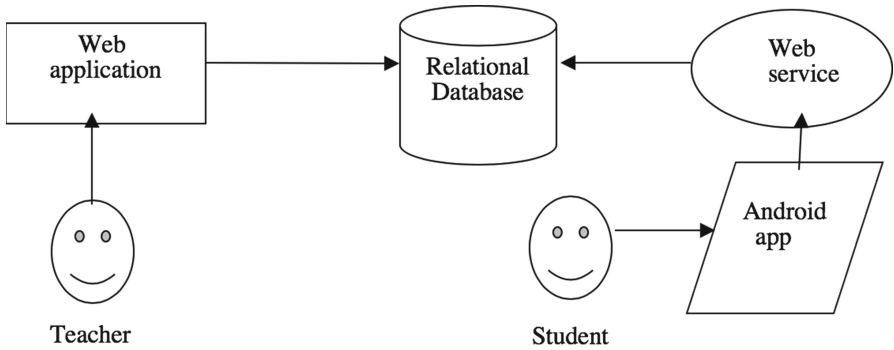 Web
application
Relational
Database
Web
service
Android
app
Teacher
Student